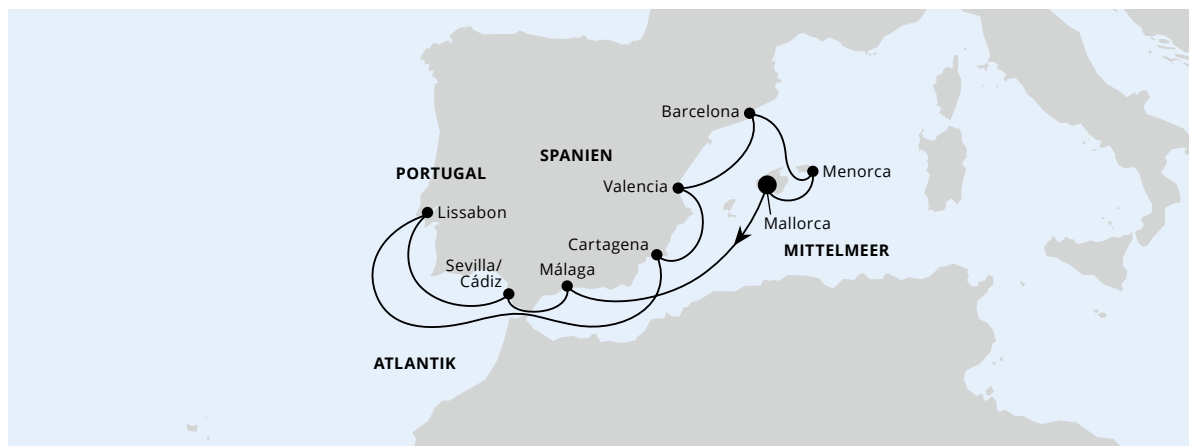 Barcelona
SPANIEN
PORTUGAL
Menorca
Valencia
Lissabon
Mallorca
Cartagena
MITTELMEER
Sevilla/
Cádiz
Málaga
ATLANTIK